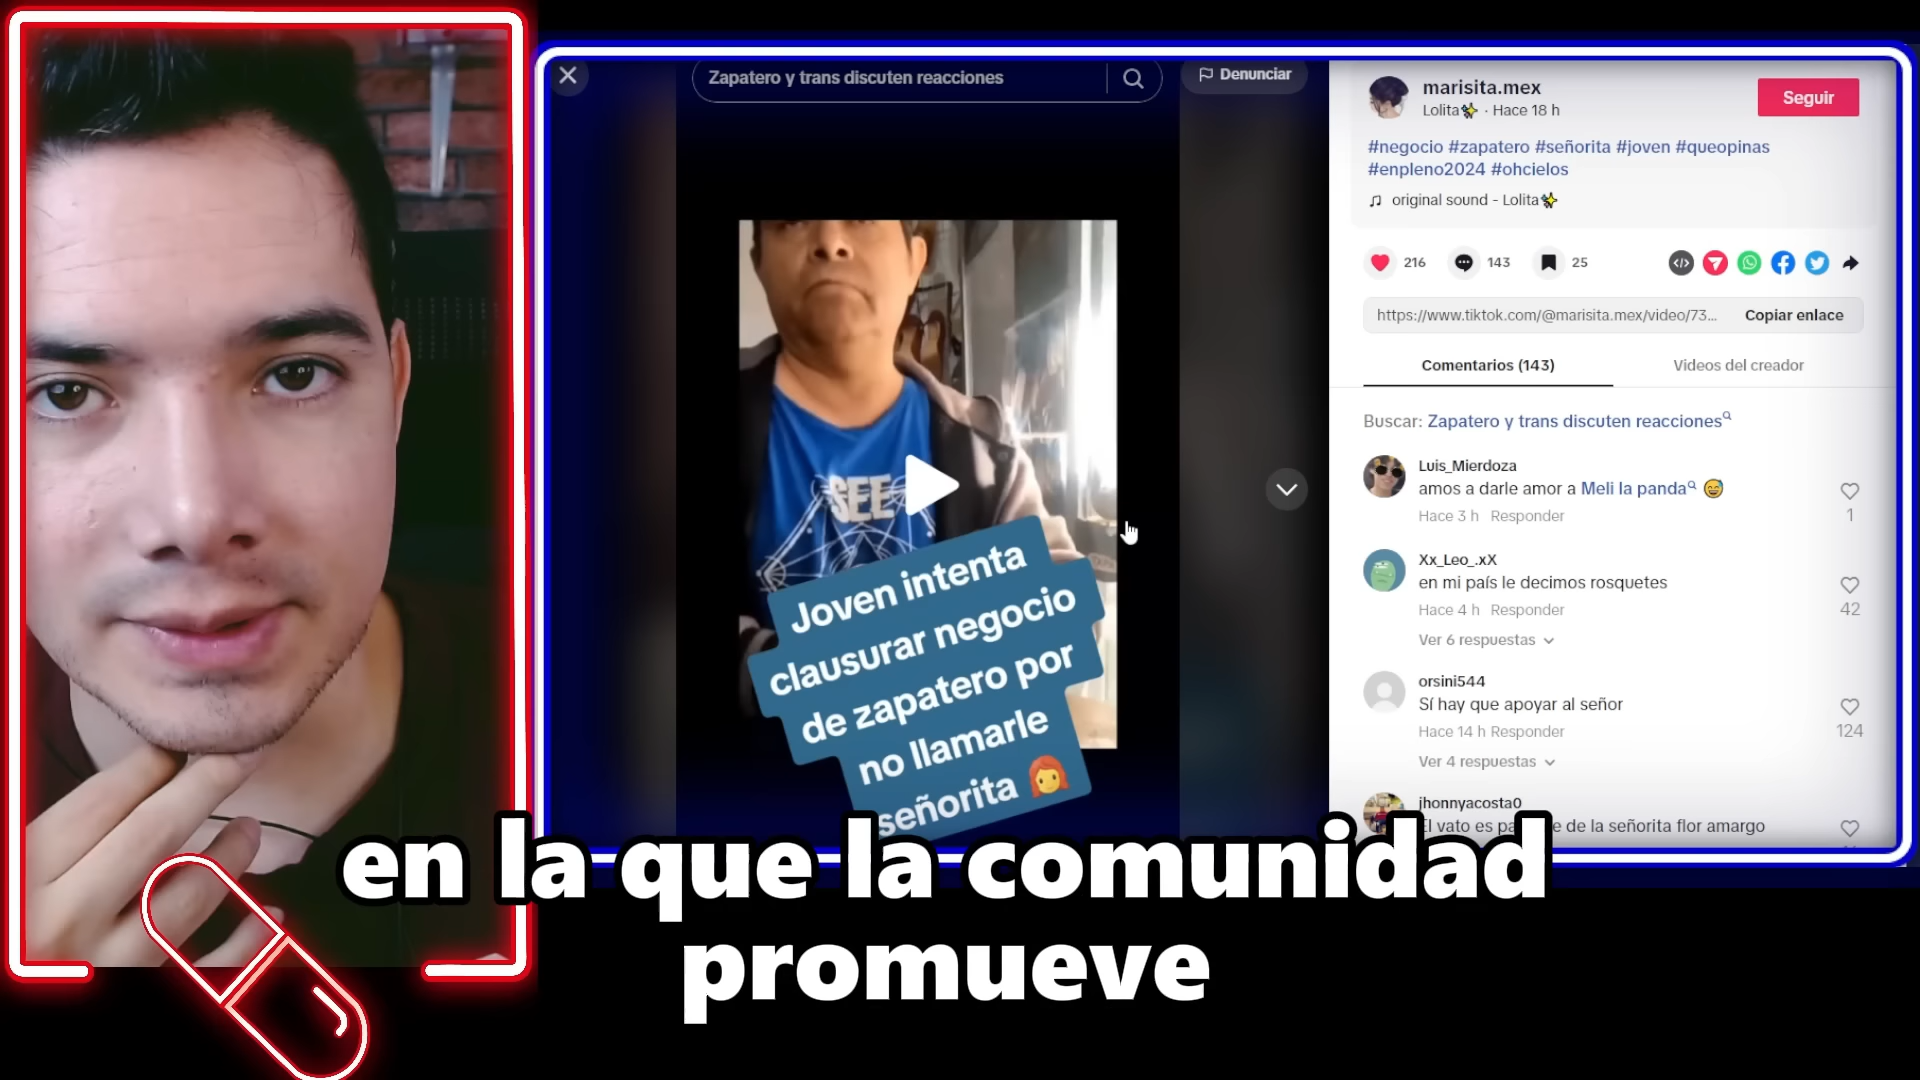 Zapatero y trans discuten reacciones
Denunciar
marisita.mex
Lolita✨ · Hace 18 h
Seguir
#negocio #zapatero #señorita #joven #queopinas
#enpleno2024 #ohcielos
original sound - Lolita✨
216
143
25
https://www.tiktok.com/@marisita.mex/video/73...
Copiar enlace
Comentarios (143)
Videos del creador
Buscar: Zapatero y trans discuten reacciones
Luis_Mierdoza
amos a darle amor a Meli la panda 😅
Hace 3 h Responder
1
Xx_Leo_.xX
en mi país le decimos rosquetes
Hace 4 h Responder
42
Ver 6 respuestas
orsini544
Sí hay que apoyar al señor
Hace 14 h Responder
124
Ver 4 respuestas
jhonnyacosta0
El vato es de la señorita flor amargo
SEE
Joven intenta
clausurar negocio
de zapatero por
no llamarle
señorita 👩‍🦰
en la que la comunidad
promueve